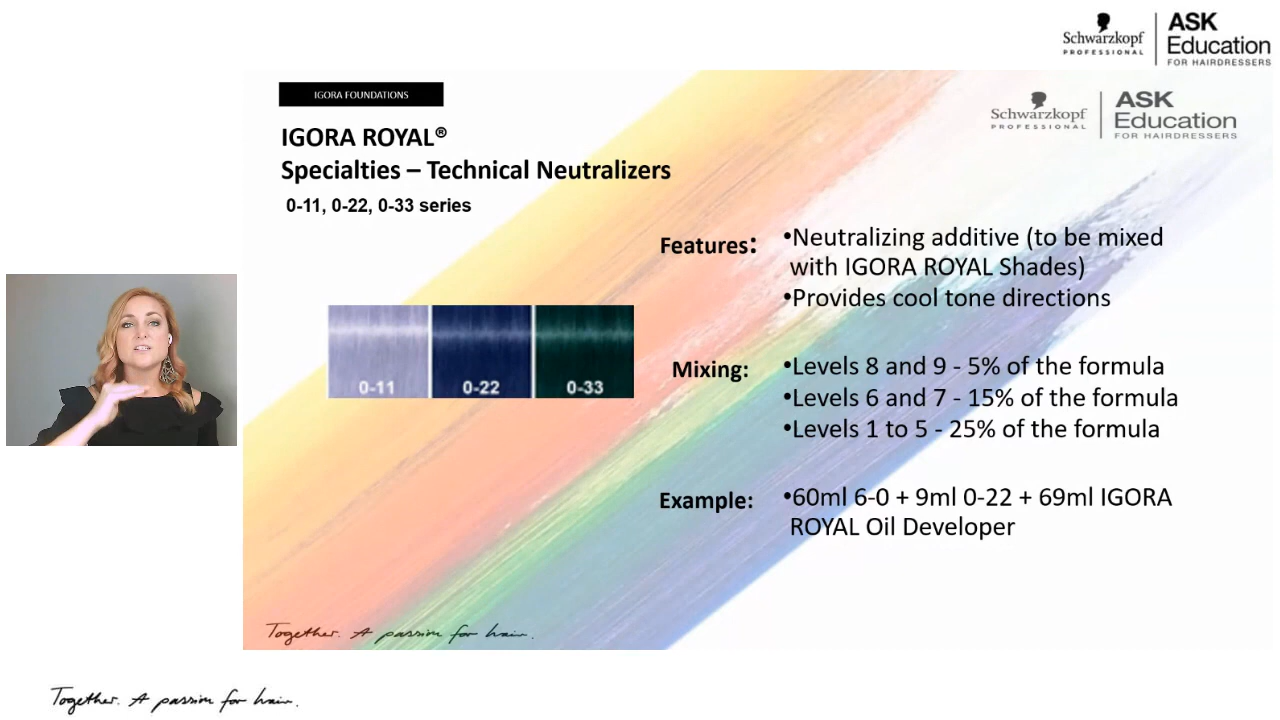 Schwarzkopf
PROFESSIONAL
ASK
Education
FOR HAIRDRESSERS
IGORA FOUNDATIONS
Schwarzkopf
PROFESSIONAL
ASK
Education
FOR HAIRDRESSERS
IGORA ROYAL®
Specialties – Technical Neutralizers
0-11, 0-22, 0-33 series
Features:
•Neutralizing additive (to be mixed
with IGORA ROYAL Shades)
•Provides cool tone directions
0-11 0-22 0-33
Mixing:
•Levels 8 and 9 - 5% of the formula
•Levels 6 and 7 - 15% of the formula
•Levels 1 to 5 - 25% of the formula
Example:
•60ml 6-0 + 9ml 0-22 + 69ml IGORA
ROYAL Oil Developer
Together. A passion for hair.
Together. A passion for hair.